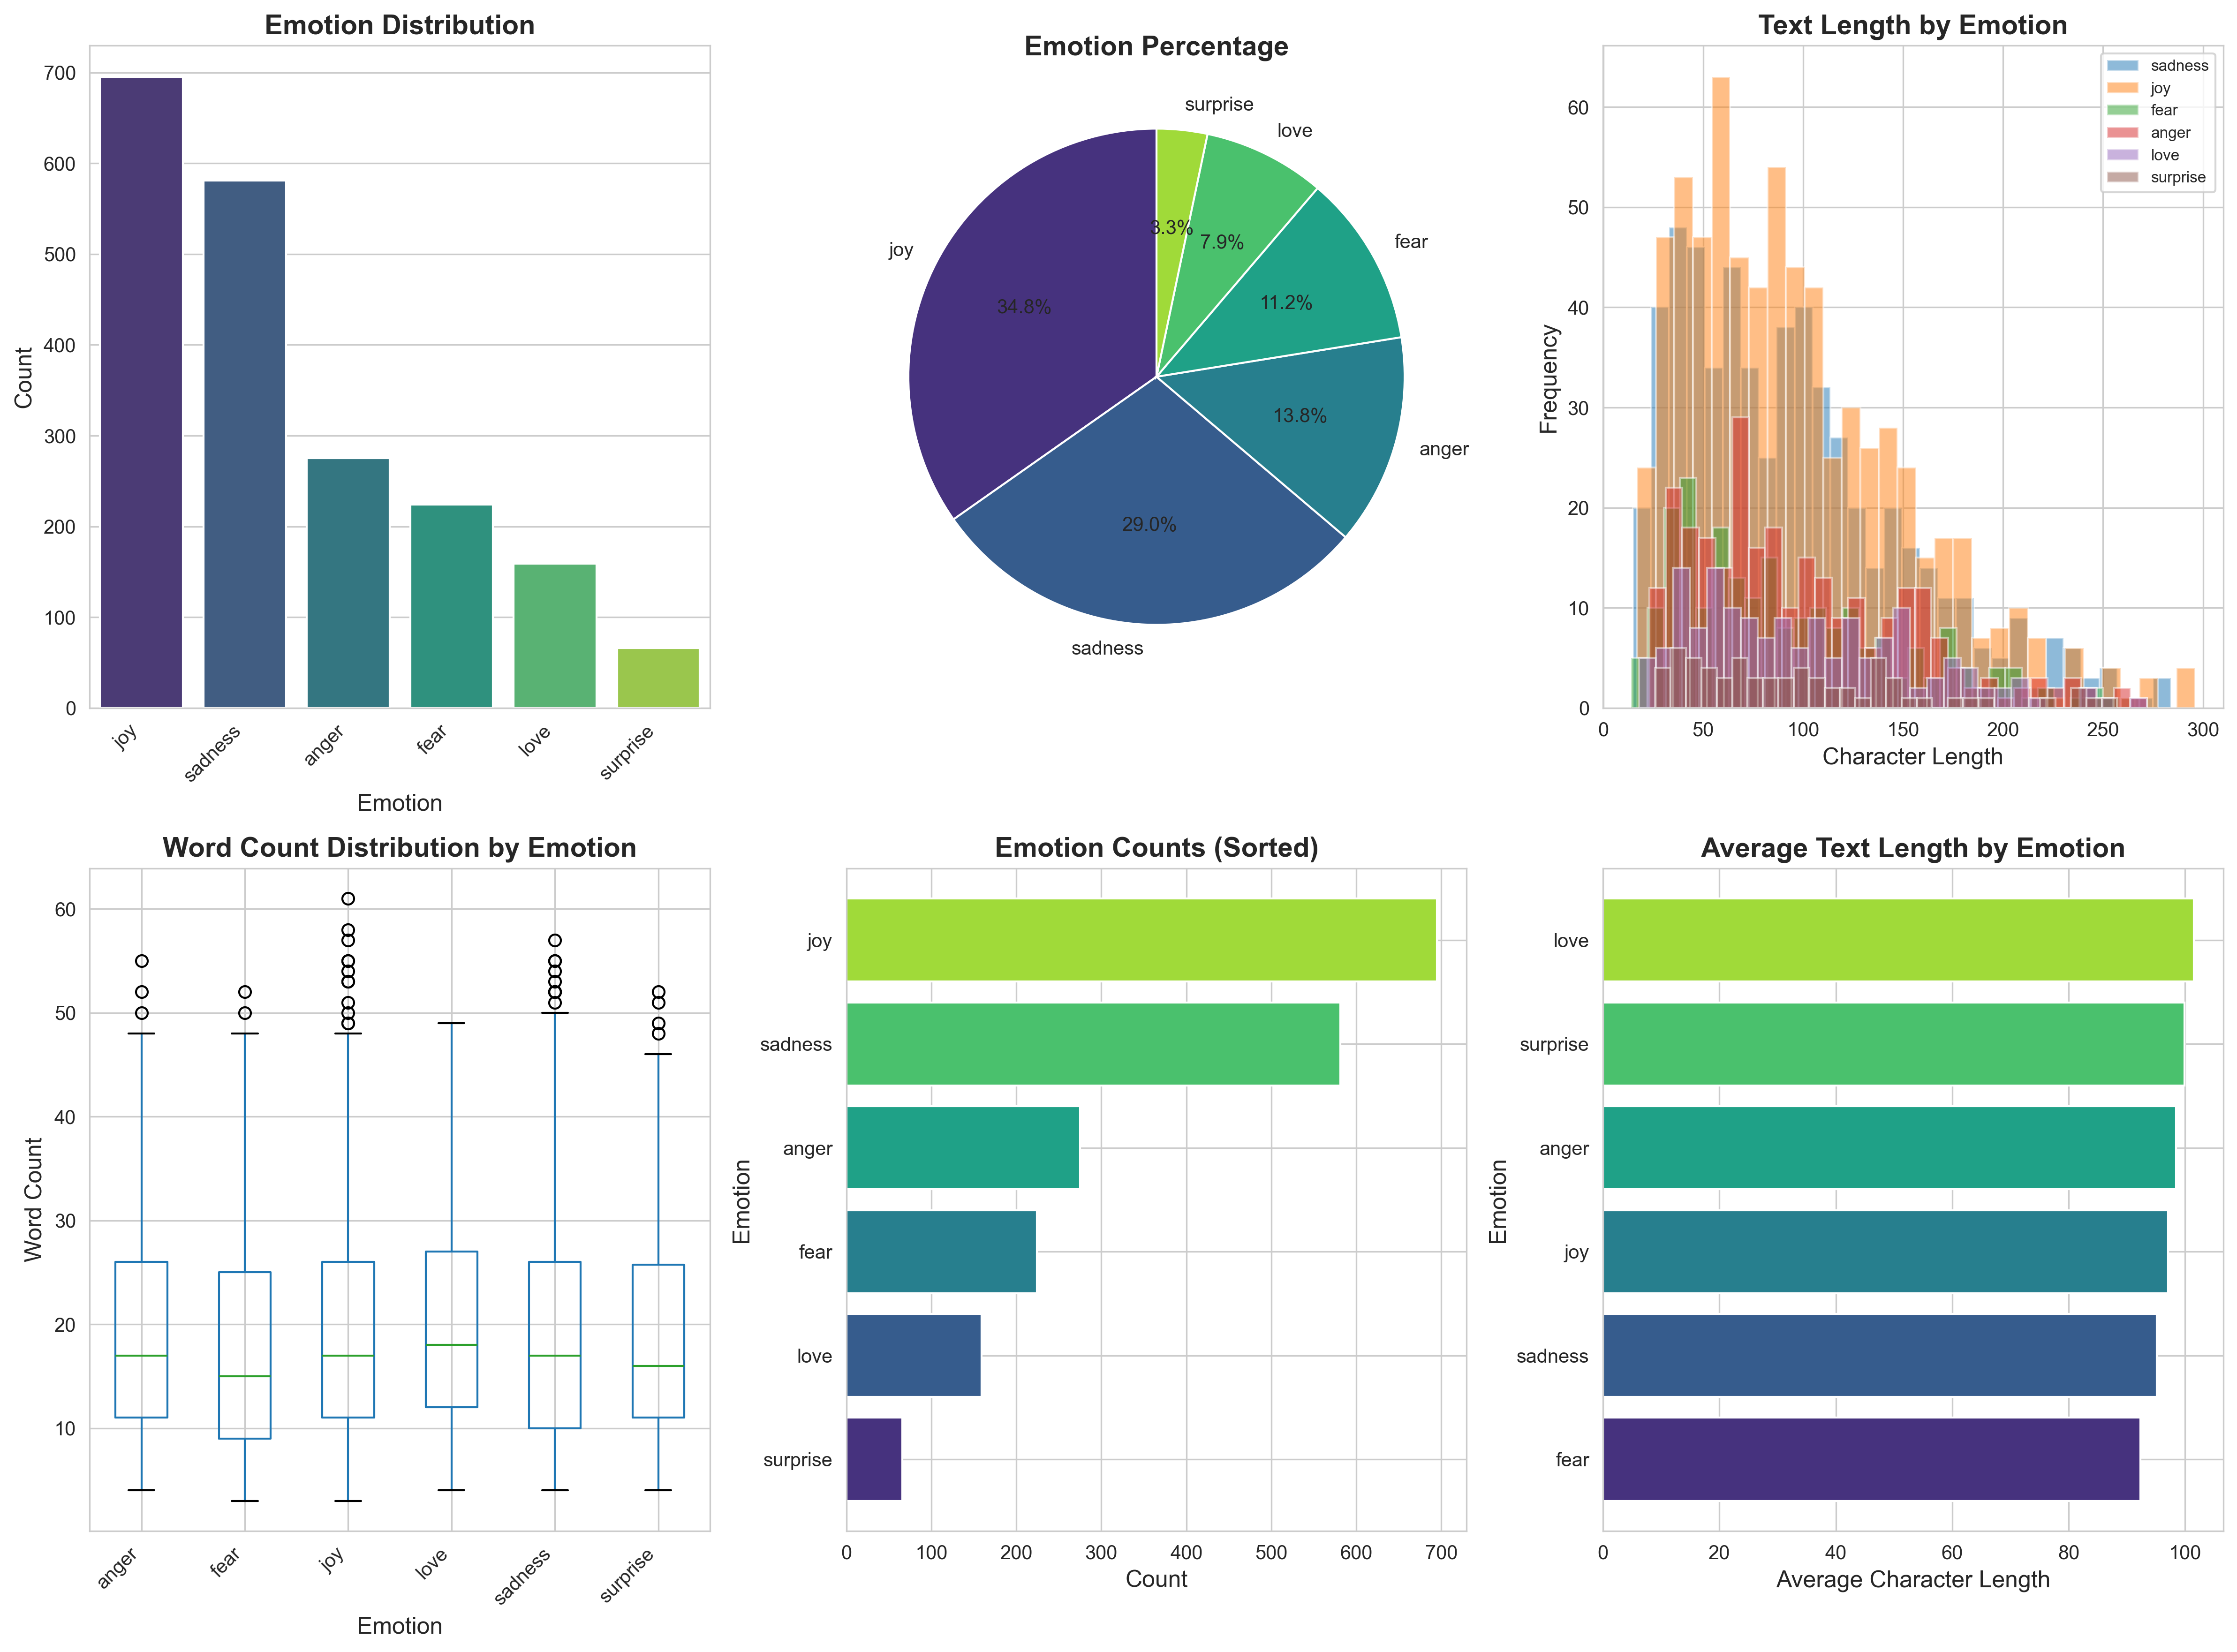 Emotion Distribution
700
600
500
400
300
200
100
0
Count
joy
sadness
anger
fear
love
surprise
Emotion
Emotion Percentage
surprise
love
fear
anger
sadness
joy
3.3%
7.9%
11.2%
13.8%
29.0%
34.8%
Text Length by Emotion
sadness
joy
fear
anger
love
surprise
60
50
40
30
20
10
0
Frequency
0 50 100 150 200 250 300
Character Length
Word Count Distribution by Emotion
60
50
40
30
20
10
Word Count
anger
fear
joy
love
sadness
surprise
Emotion
Emotion Counts (Sorted)
joy
sadness
anger
fear
love
surprise
Emotion
0 100 200 300 400 500 600 700
Count
Average Text Length by Emotion
love
surprise
anger
joy
sadness
fear
Emotion
0 20 40 60 80 100
Average Character Length